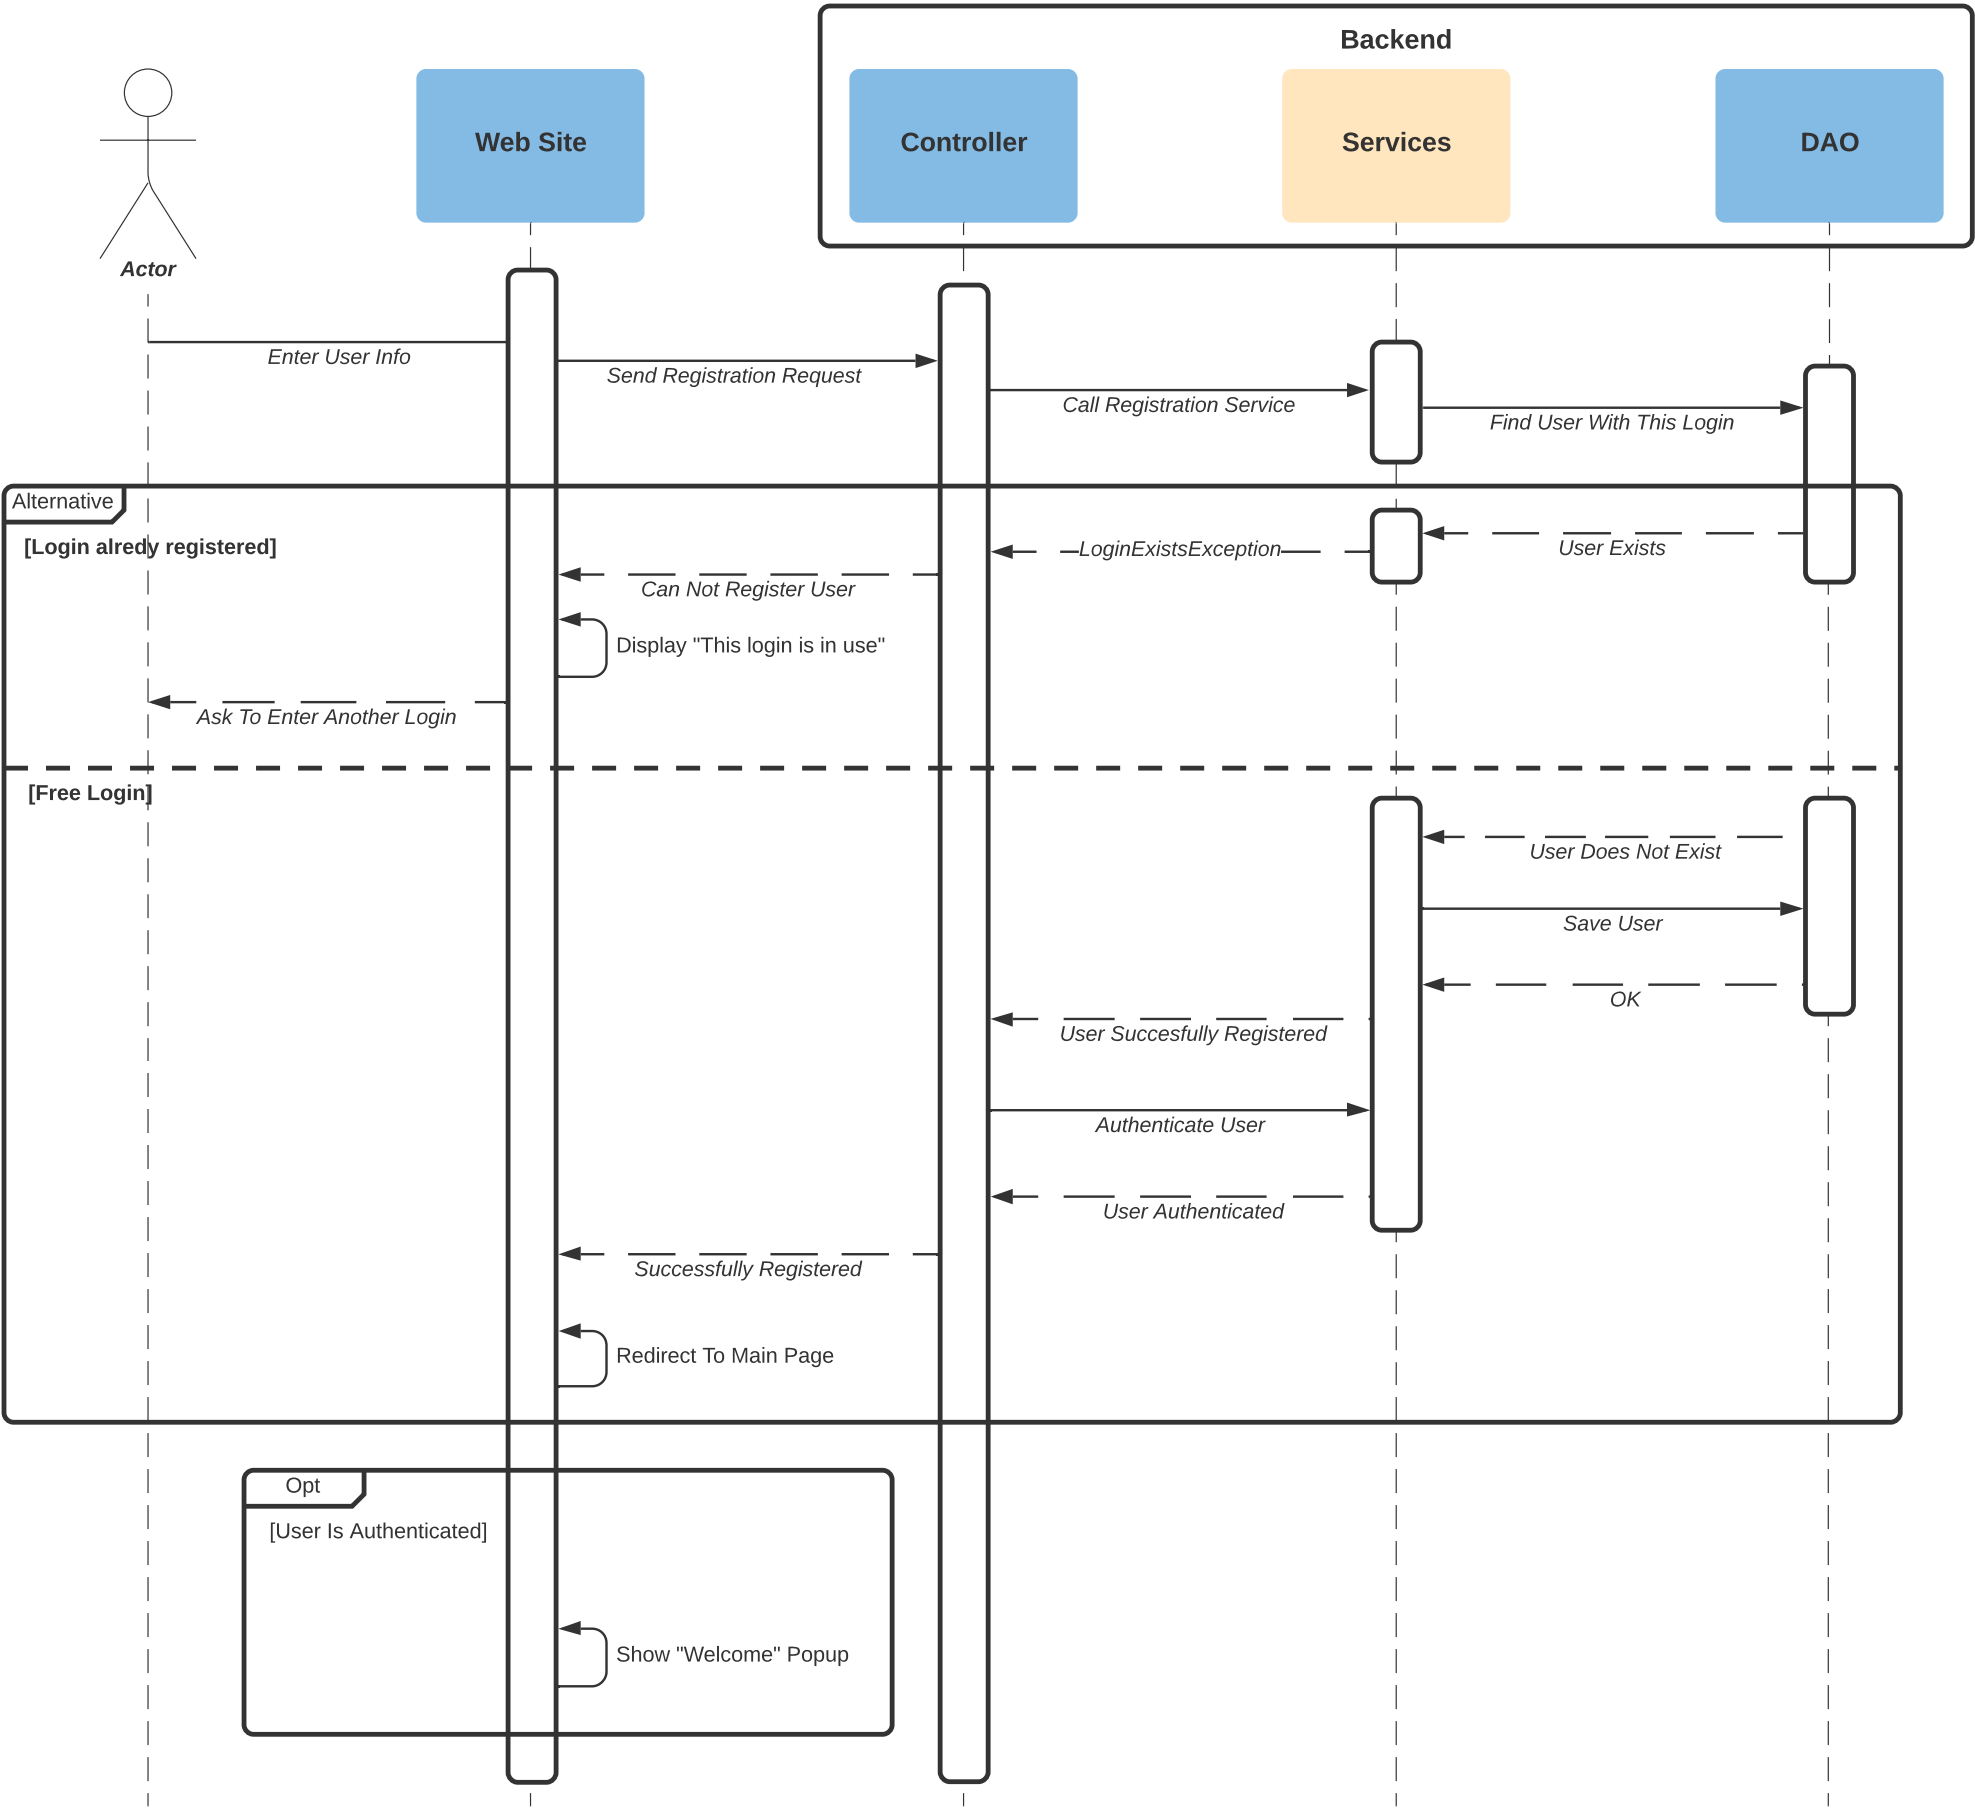 Backend
Web Site
Controller
Services
DAO
Actor
Enter User Info
Send Registration Request
Call Registration Service
Find User With This Login
Alternative
[Login alredy registered]
User Exists
LoginExistsException
Can Not Register User
Display "This login is in use"
Ask To Enter Another Login
[Free Login]
User Does Not Exist
Save User
OK
User Succesfully Registered
Authenticate User
User Authenticated
Successfully Registered
Redirect To Main Page
Opt
[User Is Authenticated]
Show "Welcome" Popup